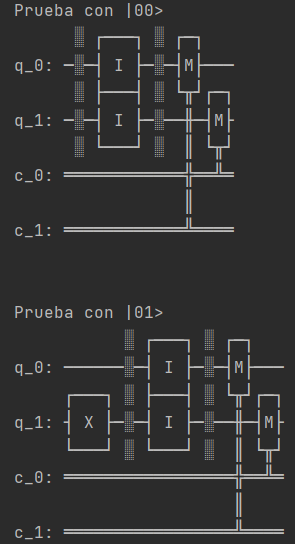 Prueba con |00>
q_0: I M
q_1: I M
c_0:
c_1:
Prueba con |01>
q_0: I M
q_1: X I M
c_0:
c_1: